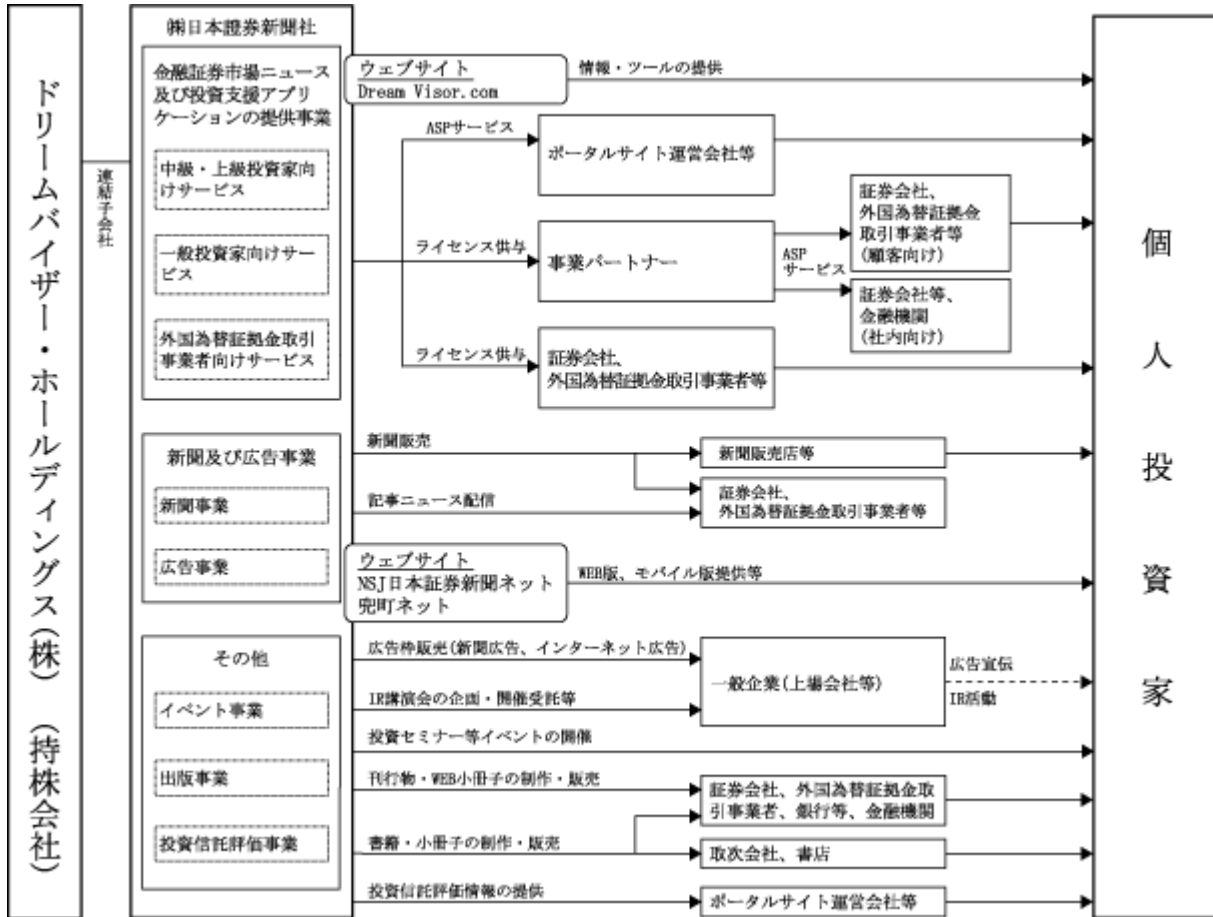 ドリームバイザー・ホールディングス(株) (持株会社)
連結子会社
㈱日本證券新聞社
金融証券市場ニュース
及び投資支援アプリ
ケーションの提供事業
中級・上級投資家向
けサービス
一般投資家向けサー
ビス
外国為替証拠金取引
事業者向けサービス
ウェブサイト
Dream Visor.com
情報・ツールの提供
ASPサービス
ポータルサイト運営会社等
ライセンス供与
事業パートナー
ASP
サービス
証券会社、
外国為替証拠金
取引事業者等
(顧客向け)
証券会社等、
金融機関
(社内向け)
ライセンス供与
証券会社、
外国為替証拠金取引事業者等
新聞及び広告事業
新聞事業
広告事業
新聞販売
新聞販売店等
記事ニュース配信
証券会社、
外国為替証拠金取引事業者等
ウェブサイト
NSJ日本証券新聞ネット
兜町ネット
WEB版、モバイル版提供等
その他
イベント事業
出版事業
投資信託評価事業
広告枠販売(新聞広告、インターネット広告)
IR講演会の企画・開催受託等
一般企業(上場会社等)
広告宣伝
IR活動
投資セミナー等イベントの開催
刊行物・WEB小冊子の制作・販売
証券会社、外国為替証拠金取
引事業者、銀行等、金融機関
書籍・小冊子の制作・販売
取次会社、書店
投資信託評価情報の提供
ポータルサイト運営会社等
個人投資家